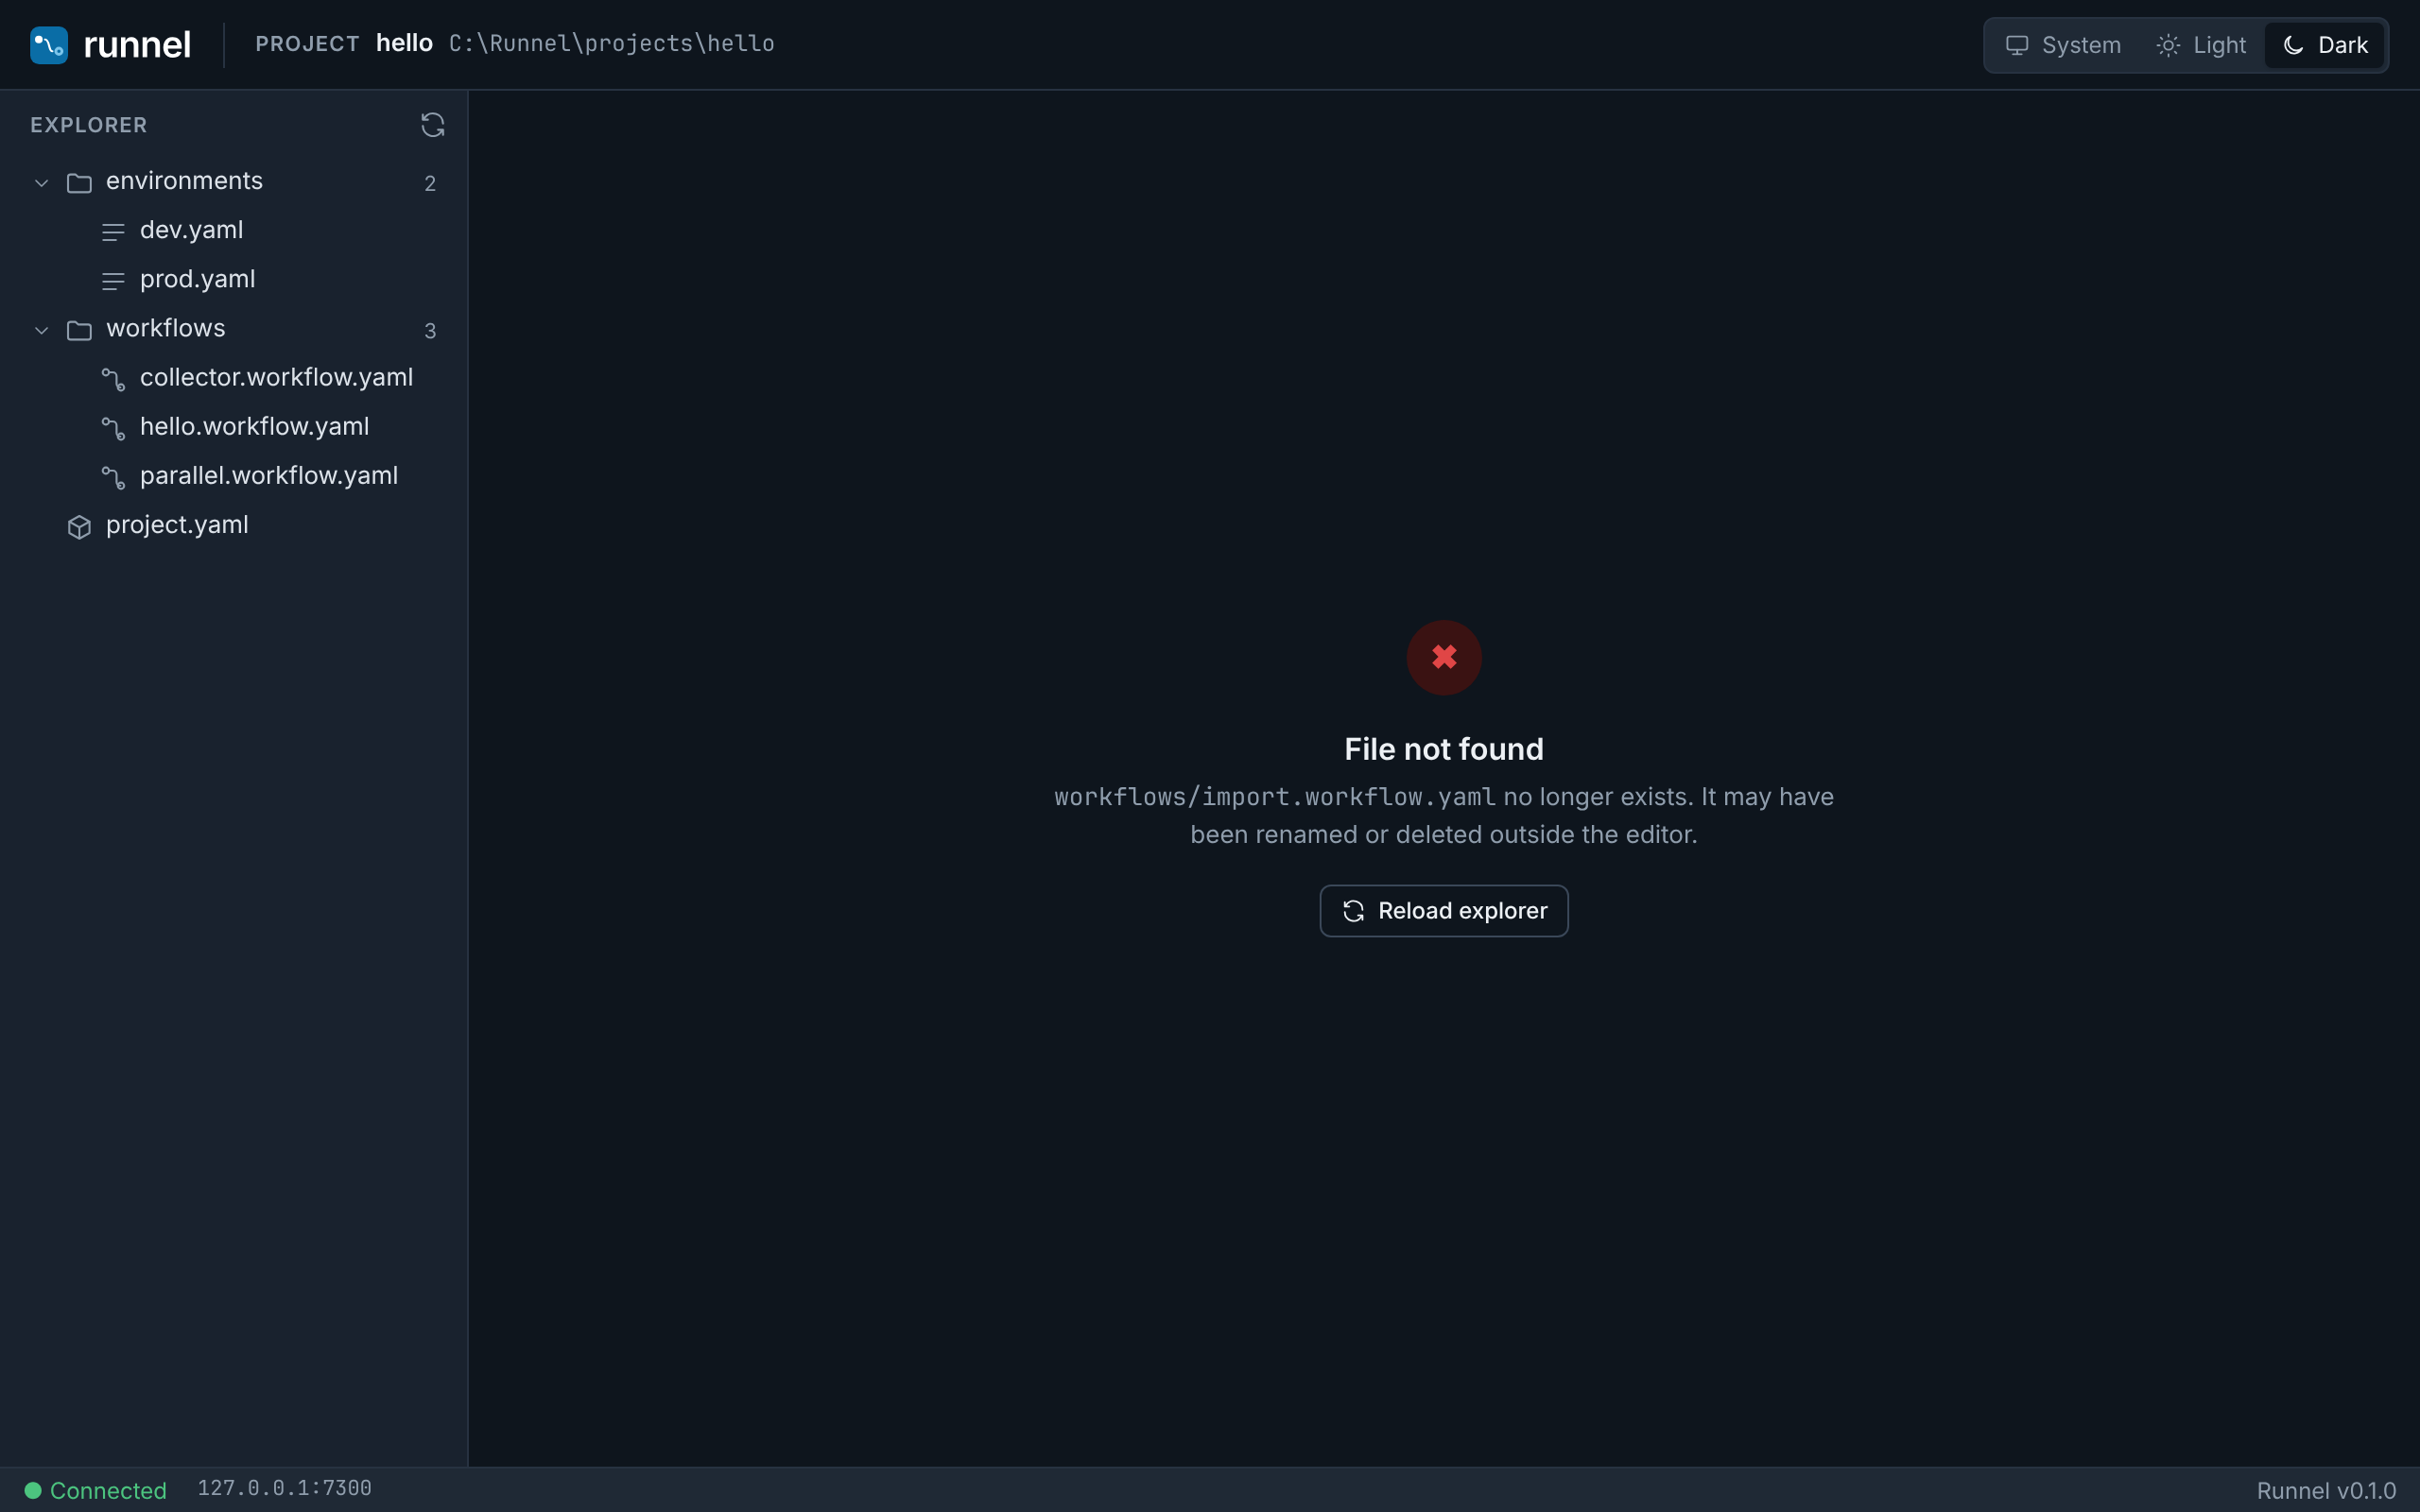 runnel
PROJECT hello C:\Runnel\projects\hello
System Light Dark
EXPLORER
environments 2
dev.yaml
prod.yaml
workflows 3
collector.workflow.yaml
hello.workflow.yaml
parallel.workflow.yaml
project.yaml
File not found
workflows/import.workflow.yaml no longer exists. It may have
been renamed or deleted outside the editor.
Reload explorer
Connected 127.0.0.1:7300
Runnel v0.1.0